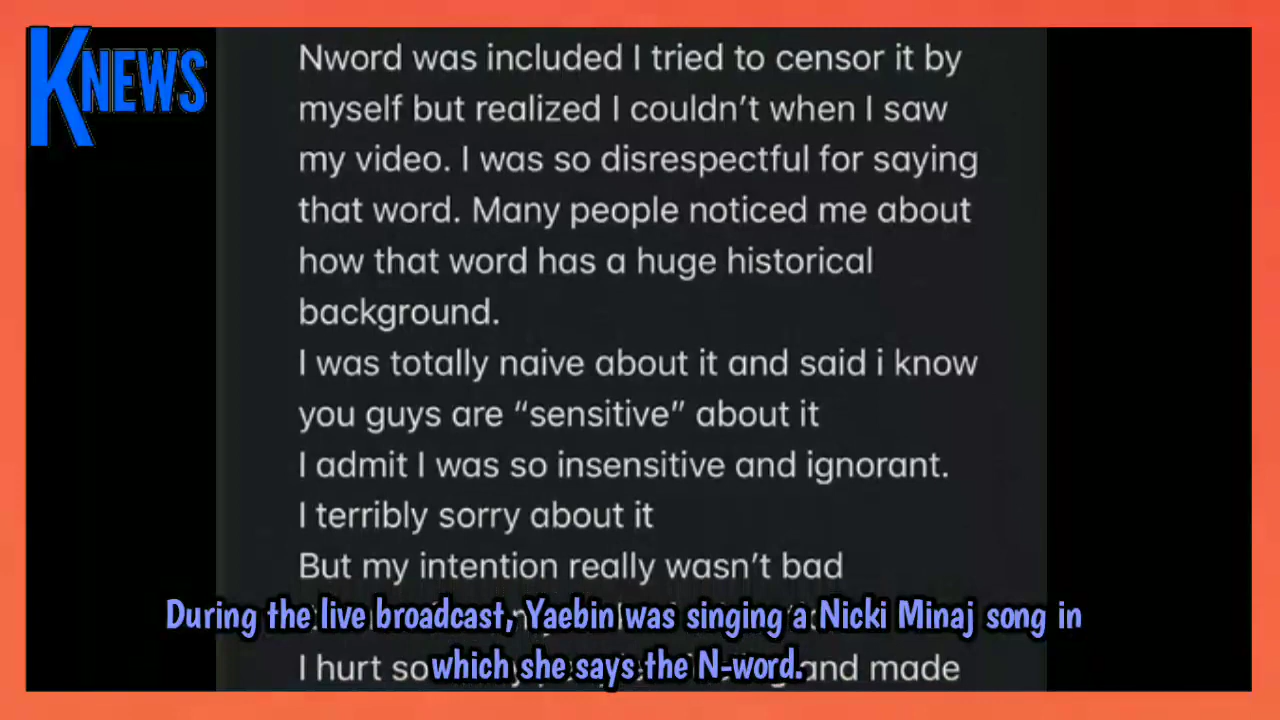 KNEWS
Nword was included I tried to censor it by
myself but realized I couldn't when I saw
my video. I was so disrespectful for saying
that word. Many people noticed me about
how that word has a huge historical
background.
I was totally naive about it and said i know
you guys are “sensitive” about it
I admit I was so insensitive and ignorant.
I terribly sorry about it
But my intention really wasn't bad
During the live broadcast, Yaebin was singing a Nicki Minaj song in
which she says the N-word.
I hurt so and made